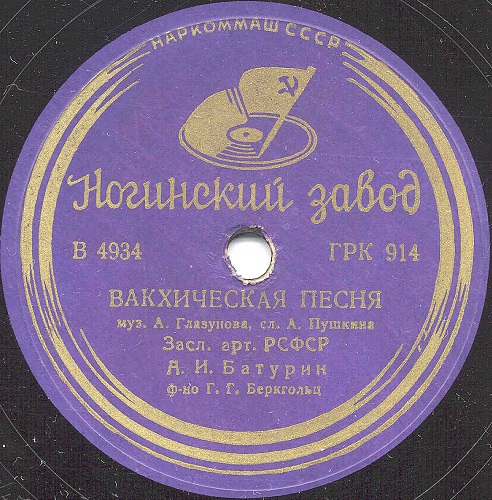 НАРКОММАШ СССР
Ногинский завод
В 4934
ГРК 914
ВАКХИЧЕСКАЯ ПЕСНЯ
муз. А. Глазунова, сл. А. Пушкина
Засл. арт. РСФСР
А. И. Батурин
ф-но Г. Г. Беркгольц